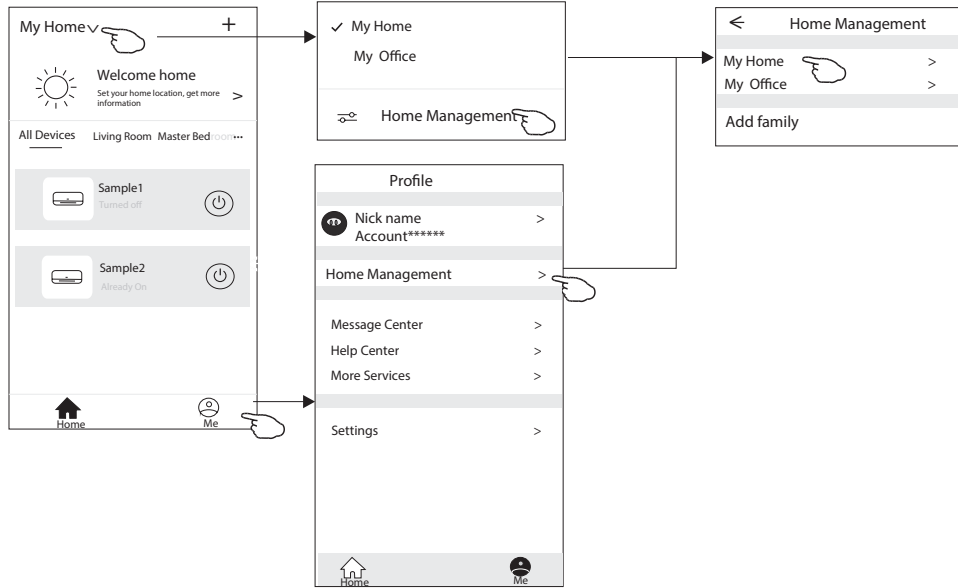 My Home
+
Welcome home
Set your home location, get more
information
>
All Devices Living Room Master Bedroom...
Sample1
Turned off
Sample2
Already On
Home
Me
✓ My Home
My Office
Home Management
Profile
Nick name >
Account******
Home Management >
Message Center >
Help Center >
More Services >
Settings >
Home
Me
Home Management
My Home >
My Office >
Add family